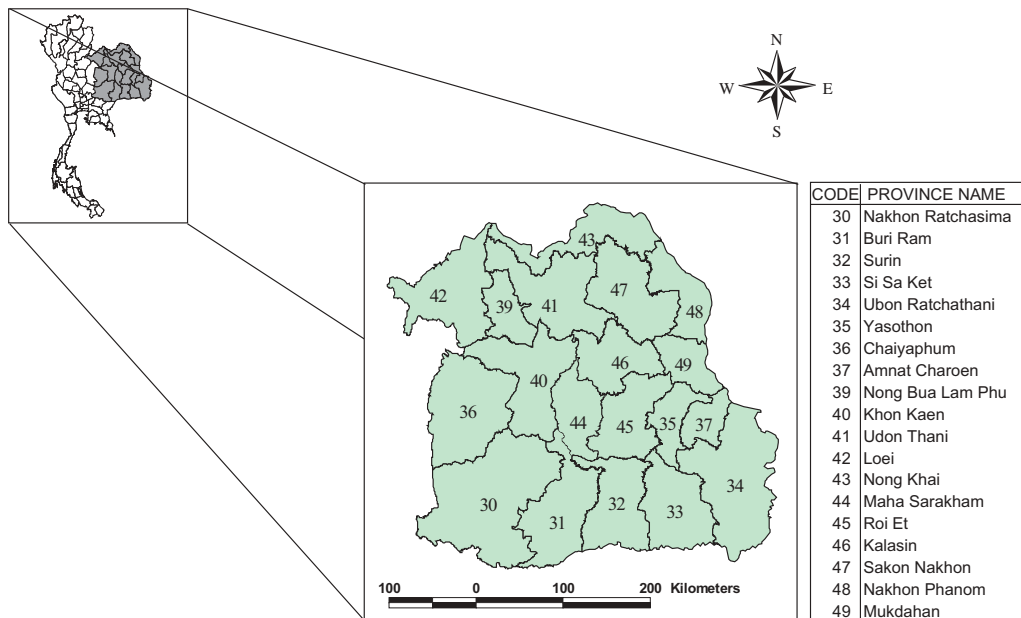 N
W E
S
CODE PROVINCE NAME
30 Nakhon Ratchasima
31 Buri Ram
32 Surin
33 Si Sa Ket
34 Ubon Ratchathani
35 Yasothon
36 Chaiyaphum
37 Amnat Charoen
39 Nong Bua Lam Phu
40 Khon Kaen
41 Udon Thani
42 Loei
43 Nong Khai
44 Maha Sarakham
45 Roi Et
46 Kalasin
47 Sakon Nakhon
48 Nakhon Phanom
49 Mukdahan
43
42 39 41 47 48
40 46 49
36 44 45 35 37
30 31 32 33 34
100 0 100 200 Kilometers